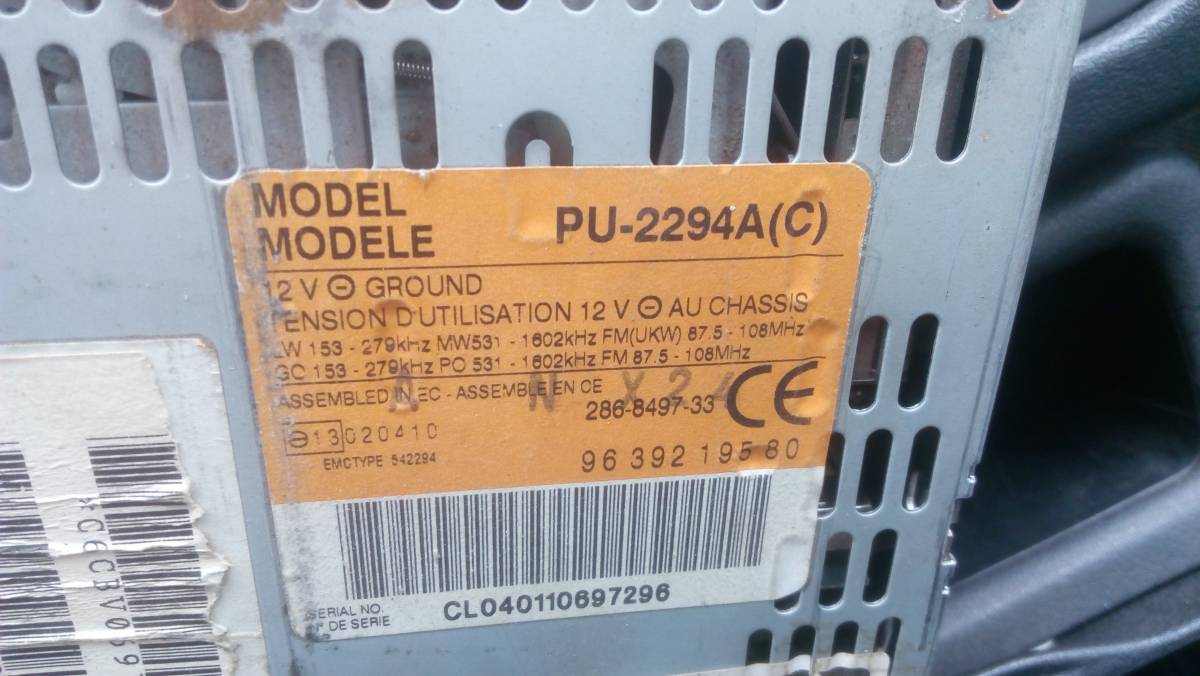 MODEL
MODELE
PU-2294A(C)
12 V ⊖ GROUND
TENSION D'UTILISATION 12 V ⊖ AU CHASSIS
LW 153 - 279kHz MW531 - 1602kHz FM(UKW) 87.5 - 108MHz
GC 153 - 279kHz PO 531 - 1602kHz FM 87.5 - 108MHz
ASSEMBLED IN EC - ASSEMBLE EN CE
286-8497-33
CE
e13 020410
EMCTYPE 542294
96 392 195 80
SERIAL NO.
N° DE SERIE
CL040110697296